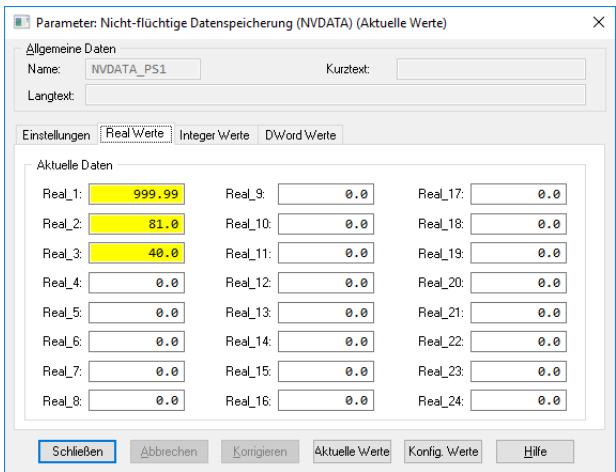 Parameter: Nicht-flüchtige Datenspeicherung (NVDATA) (Aktuelle Werte)
Allgemeine Daten
Name: NVDATA_PS1 Kurztext:
Langtext:
Einstellungen Real Werte Integer Werte DWord Werte
Aktuelle Daten
Real_1: 999.99 Real_9: 0.0 Real_17: 0.0
Real_2: 81.0 Real_10: 0.0 Real_18: 0.0
Real_3: 40.0 Real_11: 0.0 Real_19: 0.0
Real_4: 0.0 Real_12: 0.0 Real_20: 0.0
Real_5: 0.0 Real_13: 0.0 Real_21: 0.0
Real_6: 0.0 Real_14: 0.0 Real_22: 0.0
Real_7: 0.0 Real_15: 0.0 Real_23: 0.0
Real_8: 0.0 Real_16: 0.0 Real_24: 0.0
Schließen Abbrechen Korrigieren Aktuelle Werte Konfig. Werte Hilfe